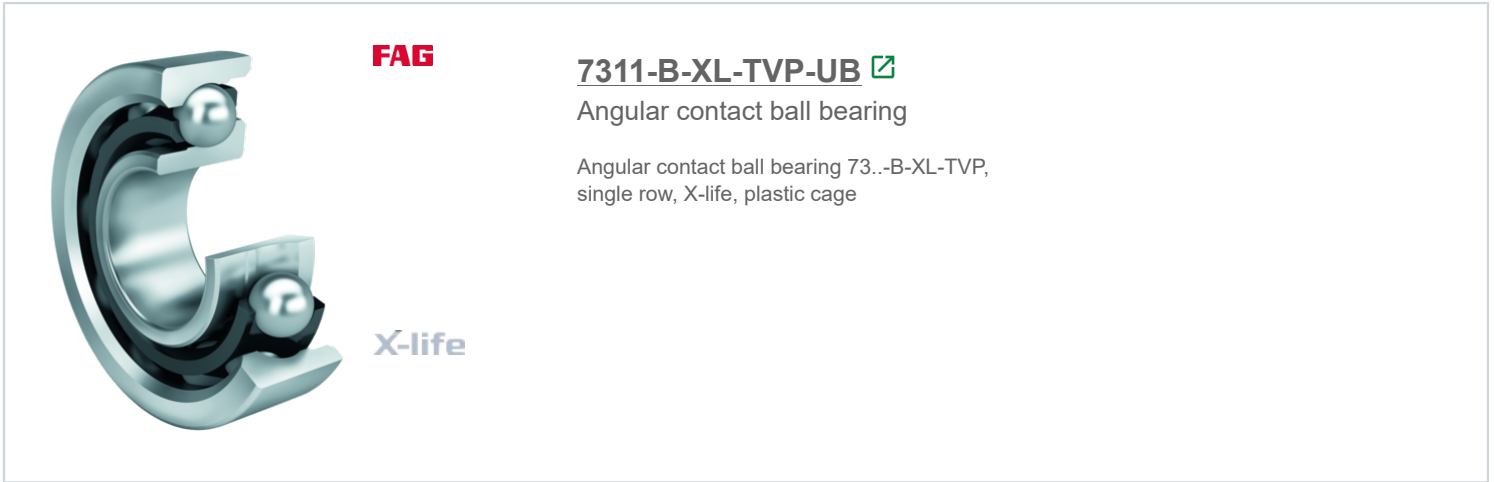 FAG
7311-B-XL-TVP-UB
Angular contact ball bearing
Angular contact ball bearing 73..-B-XL-TVP,
single row, X-life, plastic cage
X-life